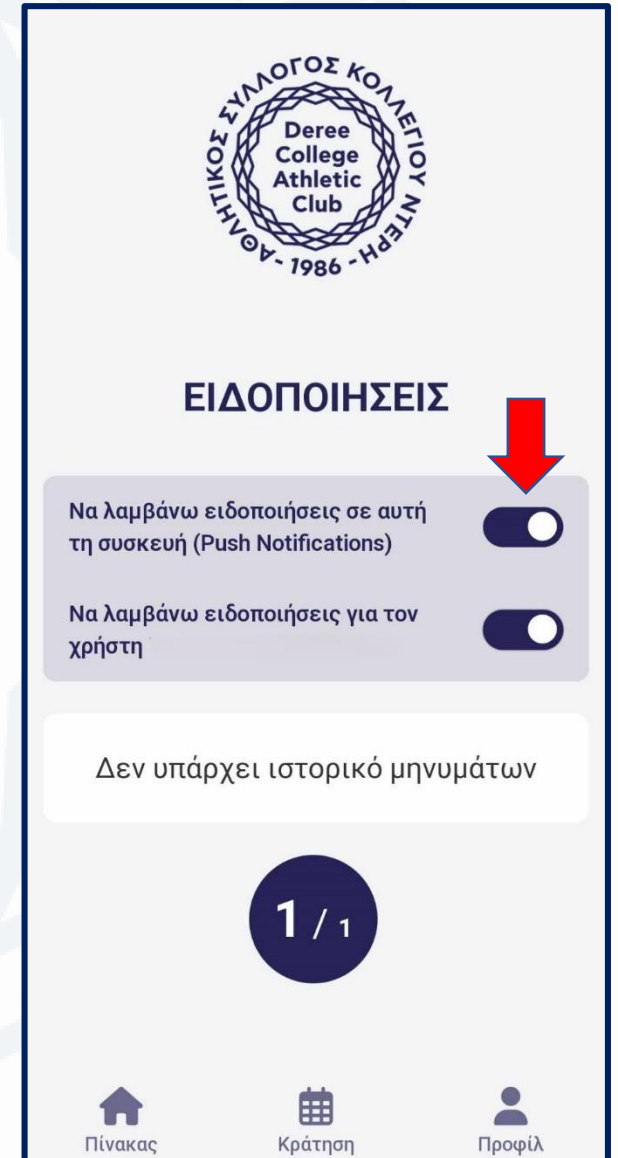 ΑΘΛΗΤΙΚΟΣ ΣΥΛΛΟΓΟΣ ΚΟΛΛΕΓΙΟΥ ΝΤΕΡΗ
Deree
College
Athletic
Club
- 1986 -
ΕΙΔΟΠΟΙΗΣΕΙΣ
Να λαμβάνω ειδοποιήσεις σε αυτή
τη συσκευή (Push Notifications)
Να λαμβάνω ειδοποιήσεις για τον
χρήστη
Δεν υπάρχει ιστορικό μηνυμάτων
1 / 1
Πίνακας
Κράτηση
Προφίλ